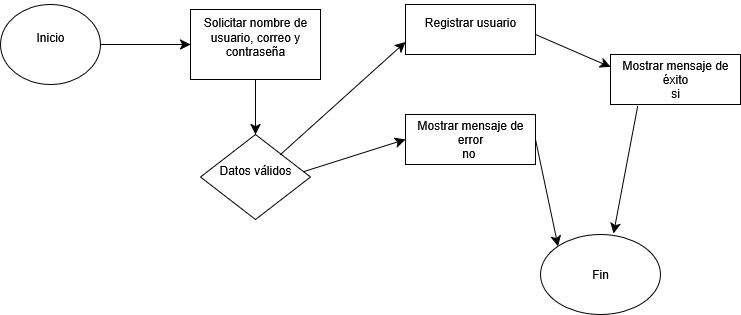 Inicio
Solicitar nombre de
usuario, correo y
contraseña
Datos válidos
Registrar usuario
Mostrar mensaje de
éxito
si
Mostrar mensaje de
error
no
Fin